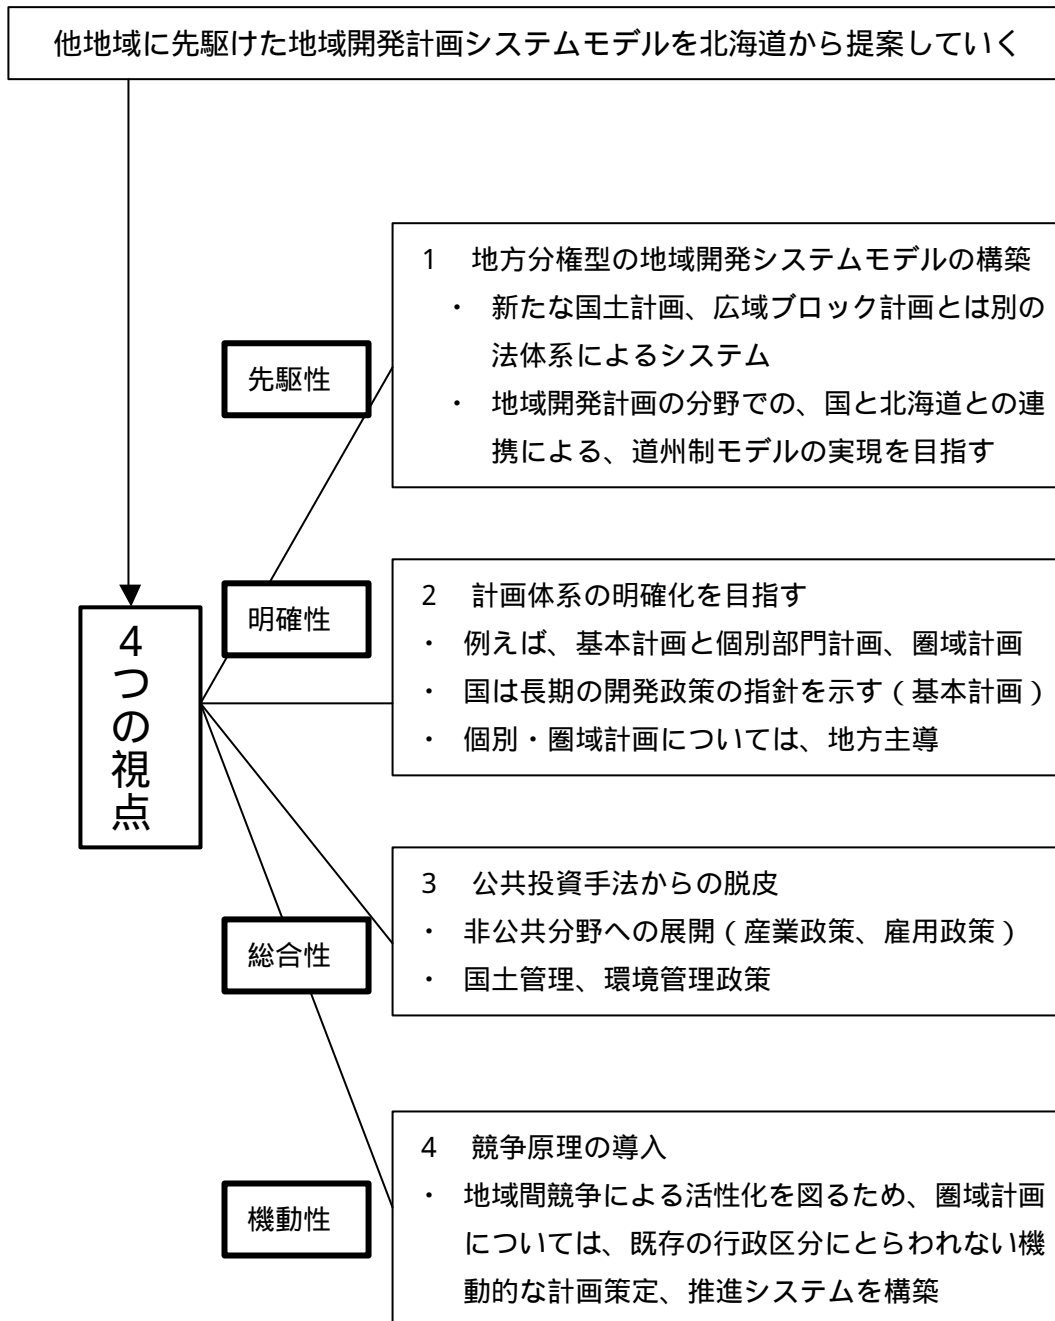 他地域に先駆けた地域開発計画システムモデルを北海道から提案していく
4つの視点
先駆性
1 地方分権型の地域開発システムモデルの構築
・ 新たな国土計画、広域ブロック計画とは別の
法体系によるシステム
・ 地域開発計画の分野での、国と北海道との連
携による、道州制モデルの実現を目指す
明確性
2 計画体系の明確化を目指す
・ 例えば、基本計画と個別部門計画、圏域計画
・ 国は長期の開発政策の指針を示す（基本計画）
・ 個別・圏域計画については、地方主導
総合性
3 公共投資手法からの脱皮
・ 非公共分野への展開（産業政策、雇用政策）
・ 国土管理、環境管理政策
機動性
4 競争原理の導入
・ 地域間競争による活性化を図るため、圏域計画
については、既存の行政区分にとらわれない機
動的な計画策定、推進システムを構築